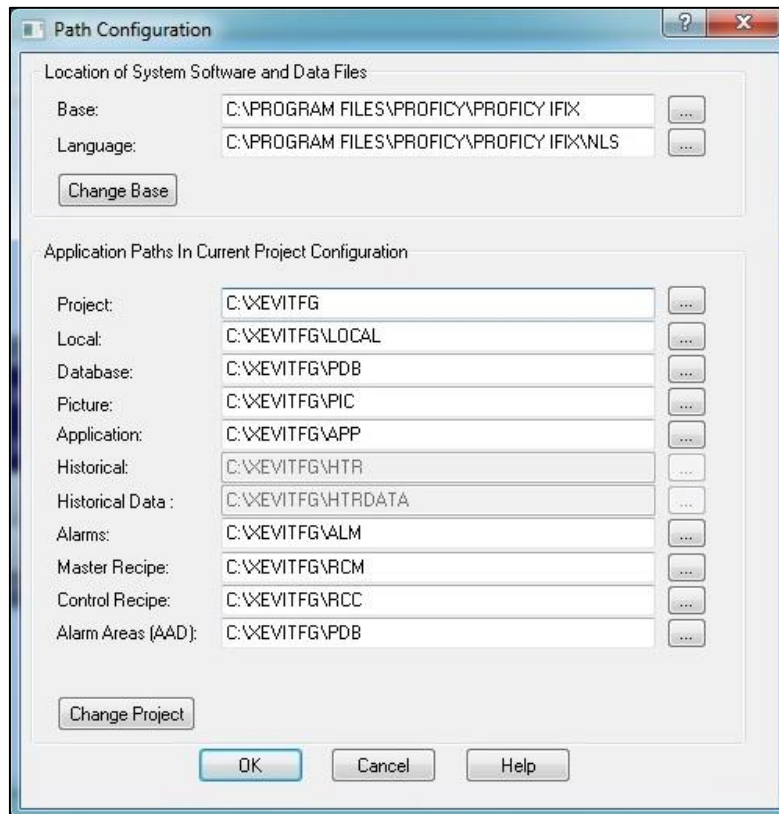 Path Configuration
Location of System Software and Data Files
Base: C:\PROGRAM FILES\PROFICY\PROFICY IFIX ...
Language: C:\PROGRAM FILES\PROFICY\PROFICY IFIX\NLS ...
Change Base
Application Paths In Current Project Configuration
Project: C:\XEVITFG ...
Local: C:\XEVITFG\LOCAL ...
Database: C:\XEVITFG\PDB ...
Picture: C:\XEVITFG\PIC ...
Application: C:\XEVITFG\APP ...
Historical: C:\XEVITFG\HTR ...
Historical Data : C:\XEVITFG\HTRDATA ...
Alarms: C:\XEVITFG\ALM ...
Master Recipe: C:\XEVITFG\RCM ...
Control Recipe: C:\XEVITFG\RCC ...
Alarm Areas (AAD): C:\XEVITFG\PDB ...
Change Project
OK Cancel Help